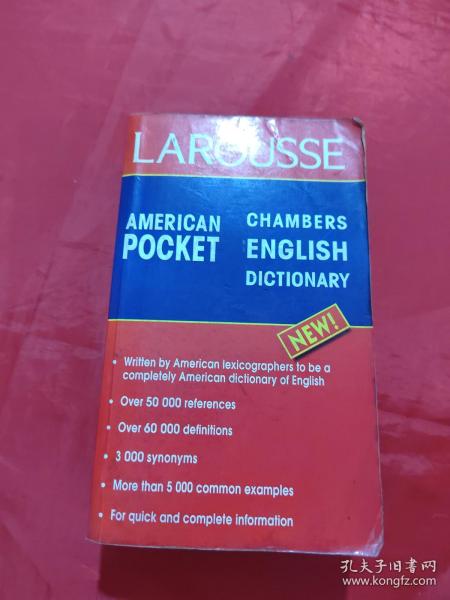 LAROUSSE
AMERICAN
POCKET
CHAMBERS
ENGLISH
DICTIONARY
NEW!
• Written by American lexicographers to be a
completely American dictionary of English
• Over 50 000 references
• Over 60 000 definitions
• 3 000 synonyms
• More than 5 000 common examples
• For quick and complete information
孔夫子旧书网
www.kongfz.com